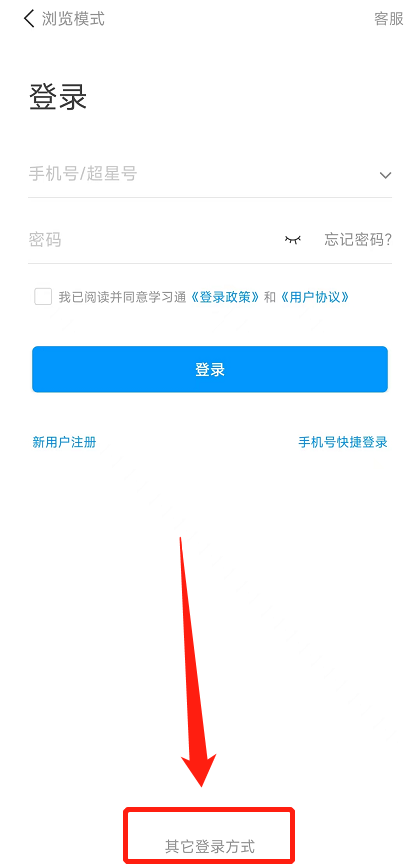 浏览模式 客服
登录
手机号/超星号
密码 忘记密码?
我已阅读并同意学习通《登录政策》和《用户协议》
登录
新用户注册 手机号快捷登录
其它登录方式